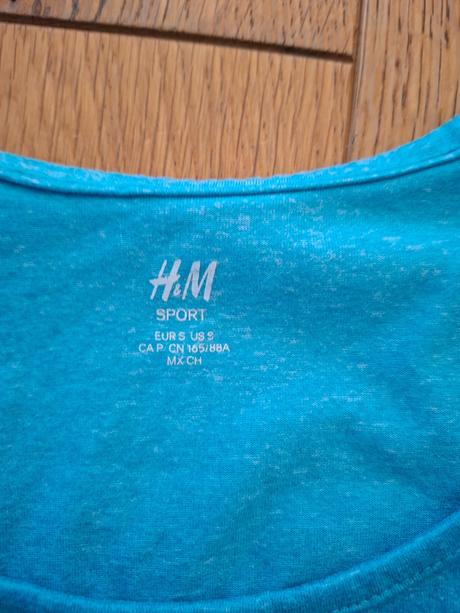 H&M
SPORT
EUR S US S
CA P CN 165/88A
MX CH